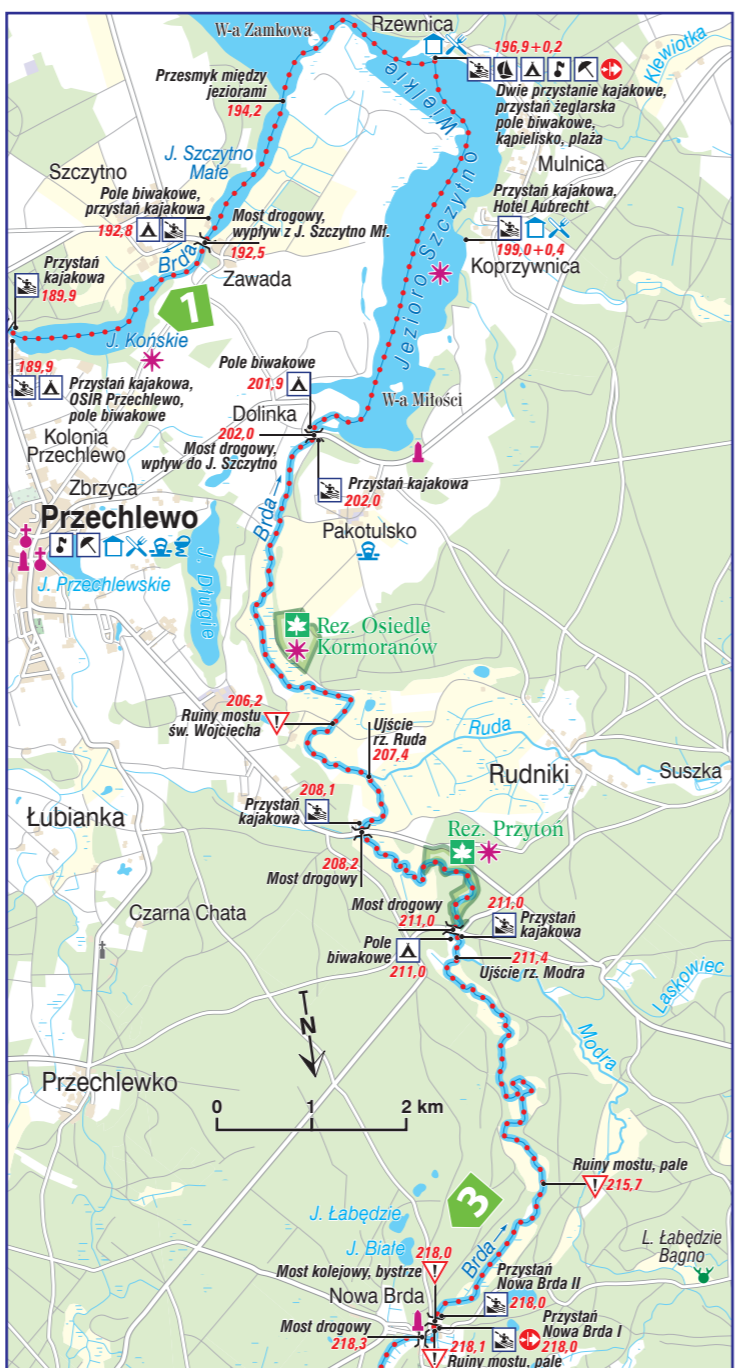 W-a Zamkowa
Rzewnica
196,9+0,2
Dwie przystanie kajakowe,
przystań żeglarska
pole biwakowe,
kąpielisko, plaża
Klewiotka
Przesmyk między
jeziorami
194,2
Wielkie
Jezioro Szczytno
J. Szczytno
Małe
Szczytno
Pole biwakowe,
przystań kajakowa
192,8
Most drogowy,
wypływ z J. Szczytno Mł.
192,5
Brda
Zawada
Mulnica
Przystań kajakowa,
Hotel Aubrecht
199,0+0,4
Koprzywnica
Przystań
kajakowa
189,9
1
J. Końskie
189,9
Przystań kajakowa,
OSiR Przechlewo,
pole biwakowe
Pole biwakowe
201,9
Dolinka
202,0
Most drogowy,
wpływ do J. Szczytno
W-a Miłości
Kolonia
Przechlewo
Zbrzyca
Przechlewo
J. Przechlewskie
J. Długie
Brda
Przystań kajakowa
202,0
Pakotulsko
Rez. Osiedle
Kormoranów
206,2
Ruiny mostu
św. Wojciecha
Ujście
rz. Ruda
207,4
Ruda
Rudniki
Suszka
208,1
Przystań
kajakowa
Łubianka
208,2
Most drogowy
Rez. Przytoń
Most drogowy
211,0
211,0
Przystań
kajakowa
Czarna Chata
Pole
biwakowe
211,0
211,4
Ujście rz. Modra
Laskowiec
Modra
N
Przechlewko
0 1 2 km
Ruiny mostu, pale
215,7
3
J. Łabędzie
J. Białe
L. Łabędzie
Bagno
218,0
Most kolejowy, bystrze
Brda
Przystań
Nowa Brda II
218,0
Nowa Brda
Przystań
Nowa Brda I
218,0
Most drogowy
218,3
218,1
Ruiny mostu, pale